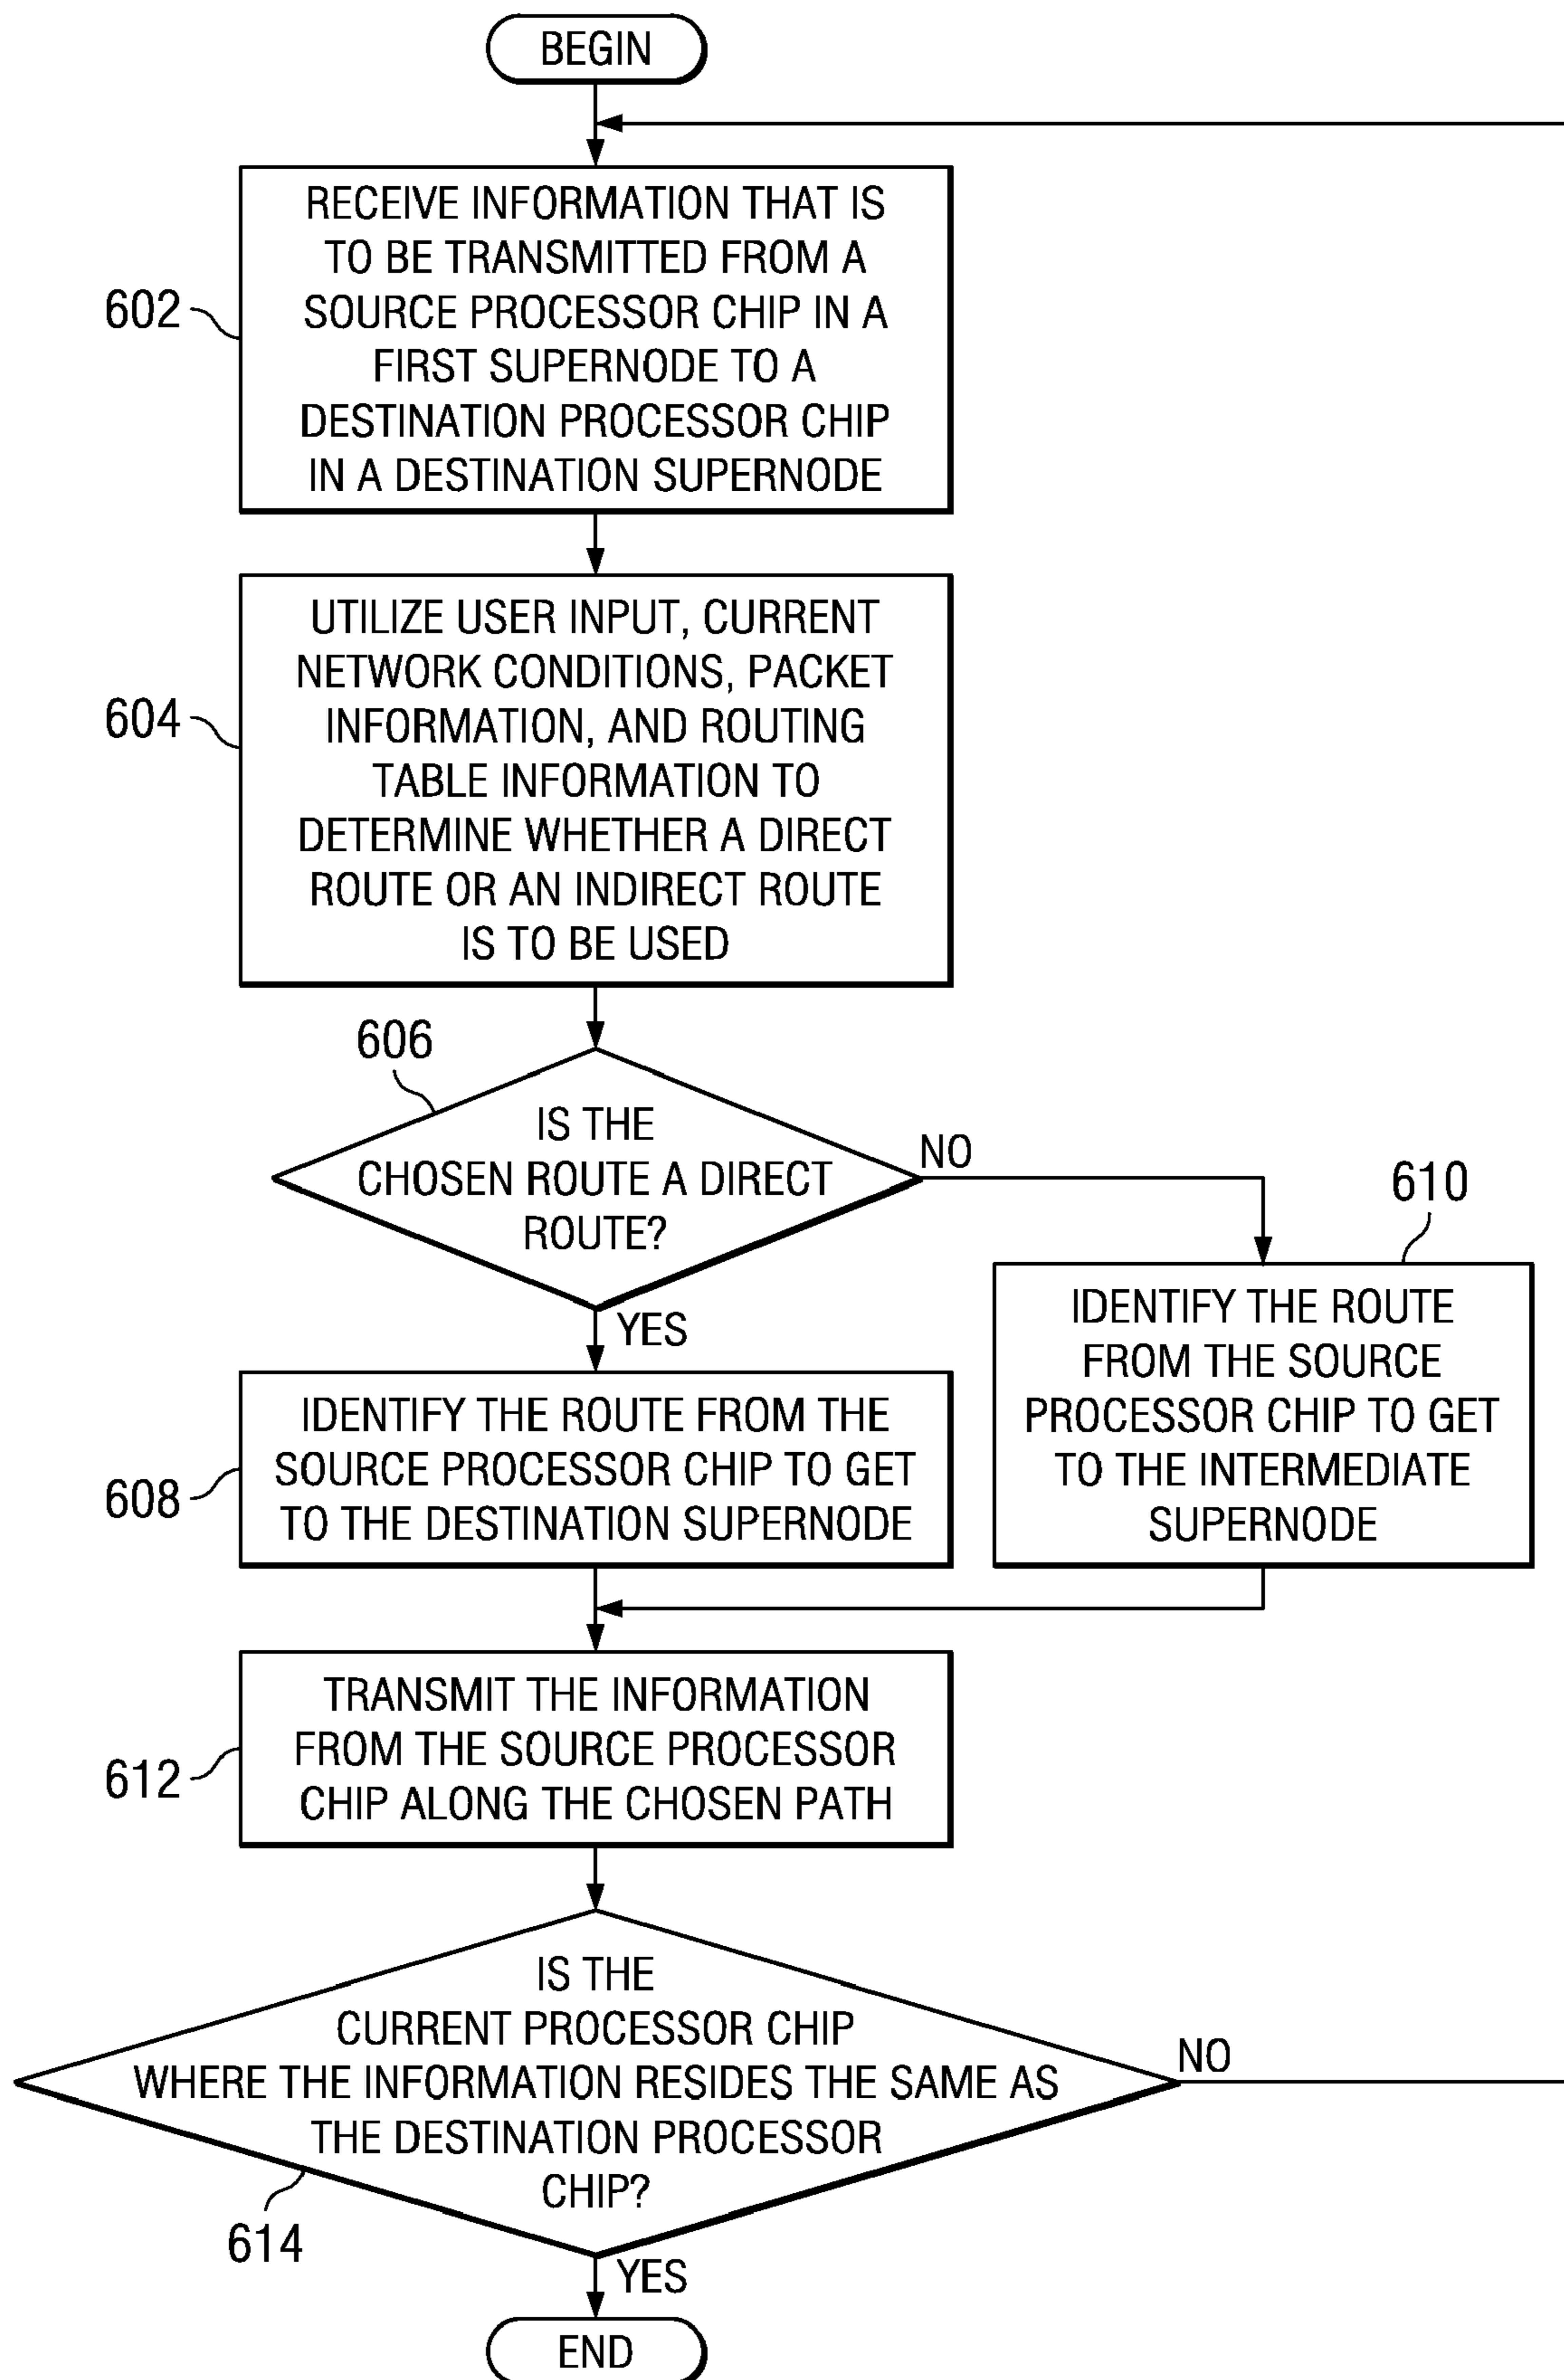 BEGIN
602
RECEIVE INFORMATION THAT IS
TO BE TRANSMITTED FROM A
SOURCE PROCESSOR CHIP IN A
FIRST SUPERNODE TO A
DESTINATION PROCESSOR CHIP
IN A DESTINATION SUPERNODE
604
UTILIZE USER INPUT, CURRENT
NETWORK CONDITIONS, PACKET
INFORMATION, AND ROUTING
TABLE INFORMATION TO
DETERMINE WHETHER A DIRECT
ROUTE OR AN INDIRECT ROUTE
IS TO BE USED
606
IS THE
CHOSEN ROUTE A DIRECT
ROUTE?
NO
YES
610
IDENTIFY THE ROUTE
FROM THE SOURCE
PROCESSOR CHIP TO GET
TO THE INTERMEDIATE
SUPERNODE
608
IDENTIFY THE ROUTE FROM THE
SOURCE PROCESSOR CHIP TO GET
TO THE DESTINATION SUPERNODE
612
TRANSMIT THE INFORMATION
FROM THE SOURCE PROCESSOR
CHIP ALONG THE CHOSEN PATH
IS THE
CURRENT PROCESSOR CHIP
WHERE THE INFORMATION RESIDES THE SAME AS
THE DESTINATION PROCESSOR
CHIP?
NO
614
YES
END